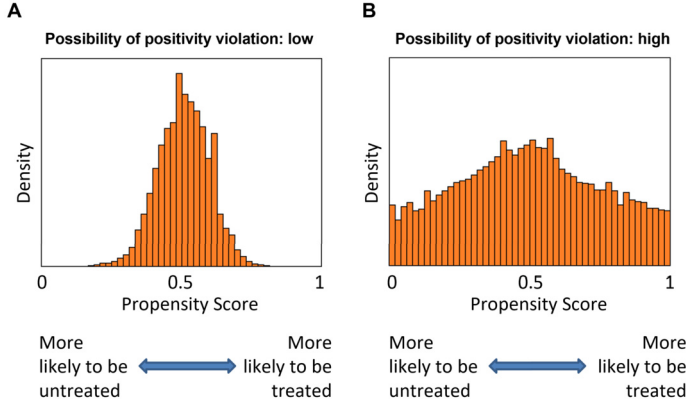 A
Possibility of positivity violation: low
Density
0
0.5
1
Propensity Score
More
likely to be
untreated
More
likely to be
treated
B
Possibility of positivity violation: high
Density
0
0.5
1
Propensity Score
More
likely to be
untreated
More
likely to be
treated